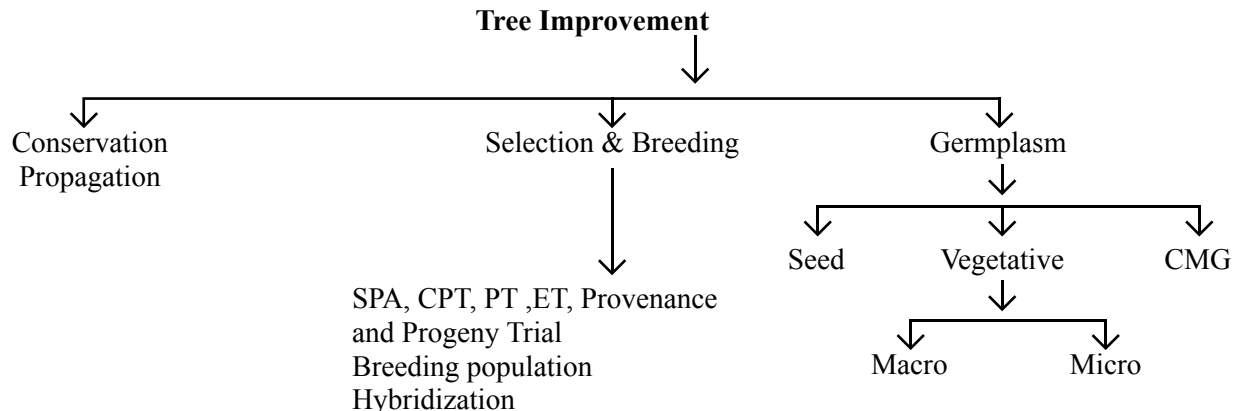 Tree Improvement
Conservation
Propagation
Selection & Breeding
Germplasm
Seed
Vegetative
CMG
SPA, CPT, PT ,ET, Provenance
and Progeny Trial
Breeding population
Hybridization
Macro
Micro